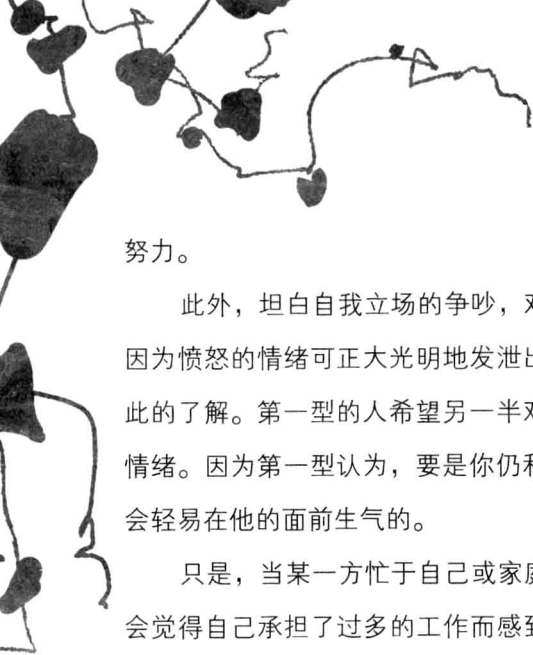 努力。
此外，坦白自我立场的争吵，
因为愤怒的情绪可正大光明地发泄出
此的了解。第一型的人希望另一半
情绪。因为第一型认为，要是你仍
会轻易在他的面前生气的。
只是，当某一方忙于自己或家庭
会觉得自己承担了过多的工作而感到